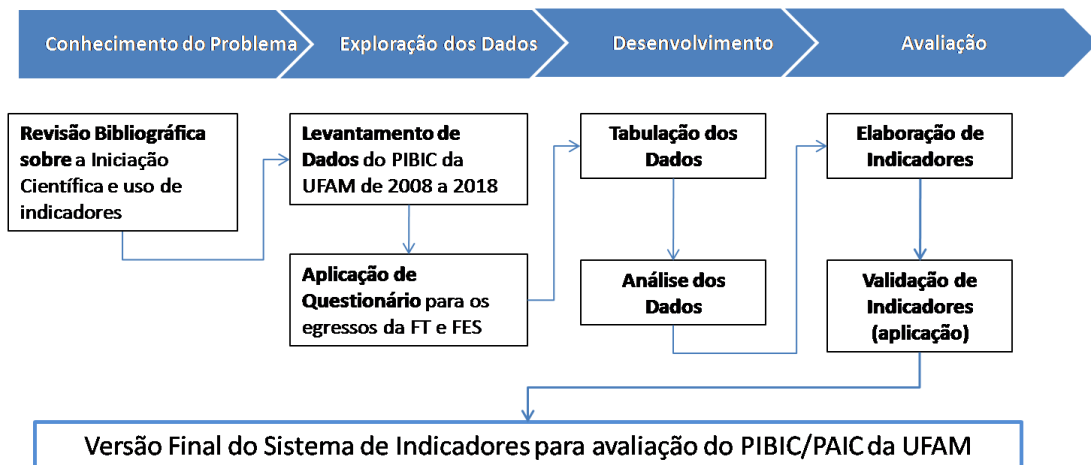 Conhecimento do Problema
Exploração dos Dados
Desenvolvimento
Avaliação
Revisão Bibliográfica
sobre a Iniciação
Científica e uso de
indicadores
Levantamento de
Dados do PIBIC da
UFAM de 2008 a 2018
Aplicação de
Questionário para os
egressos da FT e FES
Tabulação dos
Dados
Análise dos
Dados
Elaboração de
Indicadores
Validação de
Indicadores
(aplicação)
Versão Final do Sistema de Indicadores para avaliação do PIBIC/PAIC da UFAM